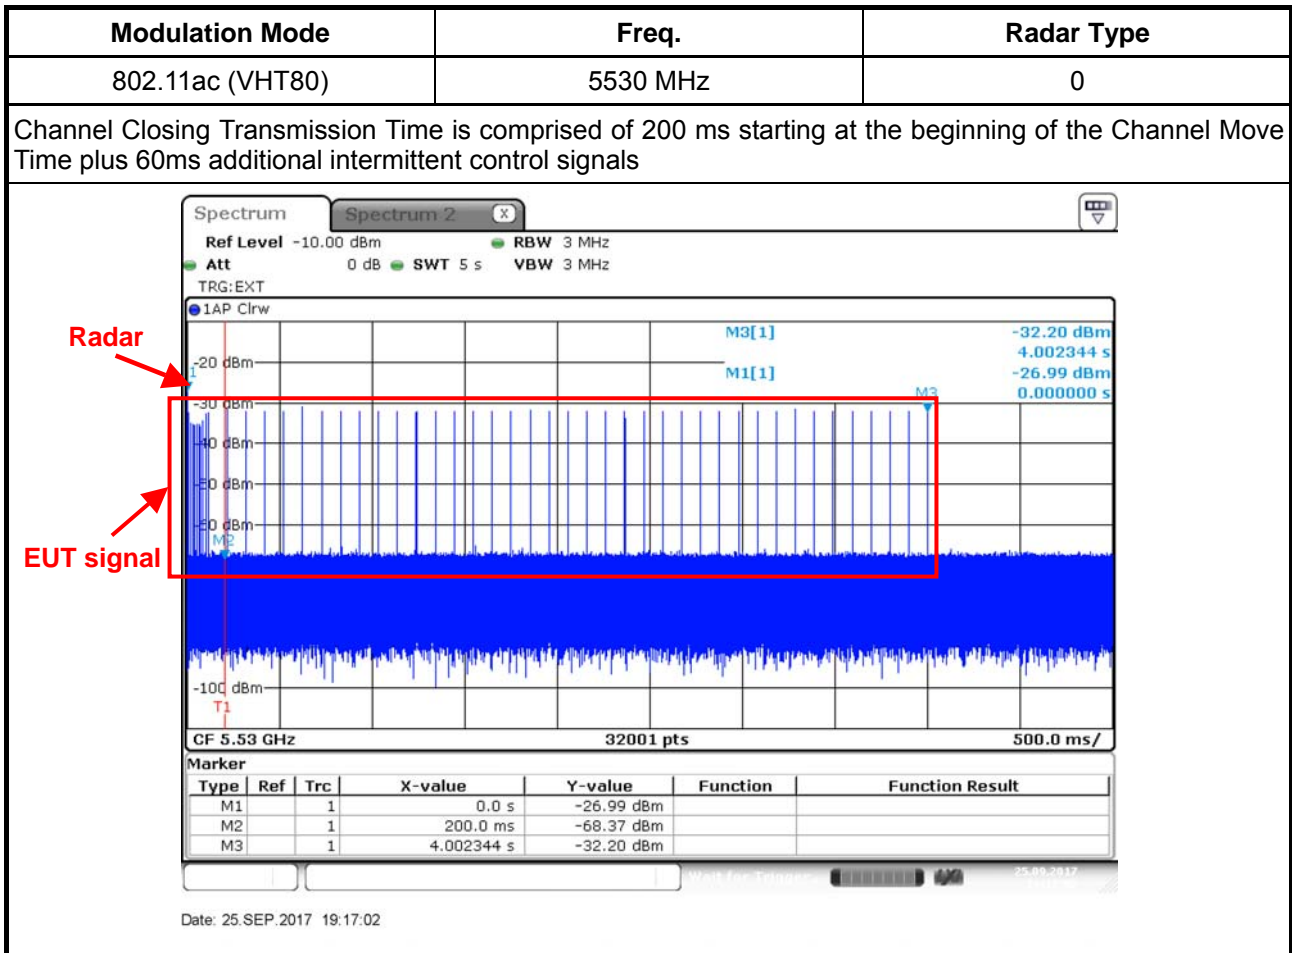 Modulation Mode Freq. Radar Type
802.11ac (VHT80) 5530 MHz 0
Channel Closing Transmission Time is comprised of 200 ms starting at the beginning of the Channel Move
Time plus 60ms additional intermittent control signals
Spectrum Spectrum 2 X
Ref Level -10.00 dBm RBW 3 MHz
Att 0 dB SWT 5 s VBW 3 MHz
TRG:EXT
1AP Clrw
Radar
M3[1] -32.20 dBm
4.002344 s
-20 dBm
1
M1[1] -26.99 dBm
0.000000 s
M3
-30 dBm
-40 dBm
-50 dBm
-60 dBm
M2
EUT signal
-100 dBm
T1
CF 5.53 GHz 32001 pts 500.0 ms/
Marker
Type Ref Trc X-value Y-value Function Function Result
M1 1 0.0 s -26.99 dBm
M2 1 200.0 ms -68.37 dBm
M3 1 4.002344 s -32.20 dBm
Wait for Trigger 25.09.2017
Date: 25.SEP.2017 19:17:02